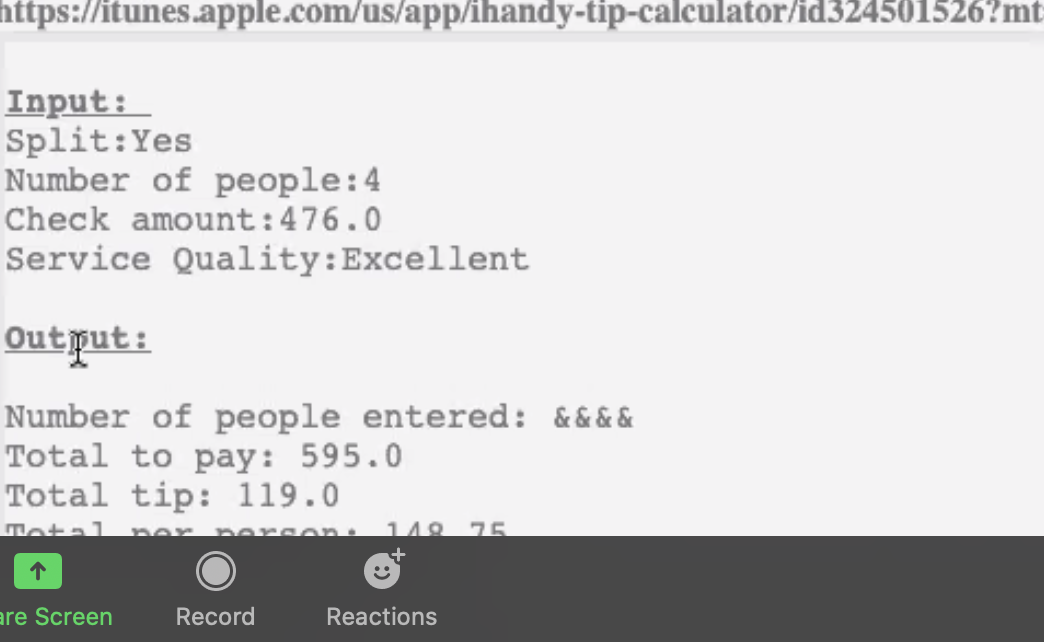 https://itunes.apple.com/us/app/ihandy-tip-calculator/id324501526?mt
Input:
Split:Yes
Number of people:4
Check amount:476.0
Service Quality:Excellent
Output:
Number of people entered: &&&&
Total to pay: 595.0
Total tip: 119.0
Total per person: 148.75
are Screen Record Reactions